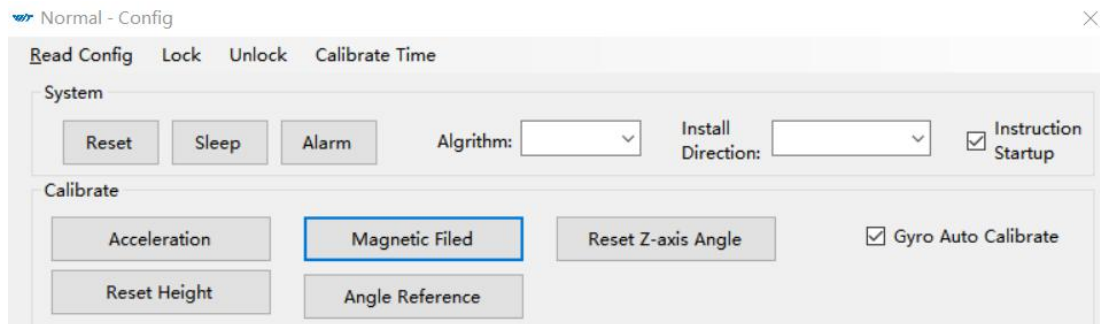 WIT Normal - Config
Read Config Lock Unlock Calibrate Time
System
Reset Sleep Alarm Algrithm: Install Direction: Instruction Startup
Calibrate
Acceleration Magnetic Filed Reset Z-axis Angle Gyro Auto Calibrate
Reset Height Angle Reference